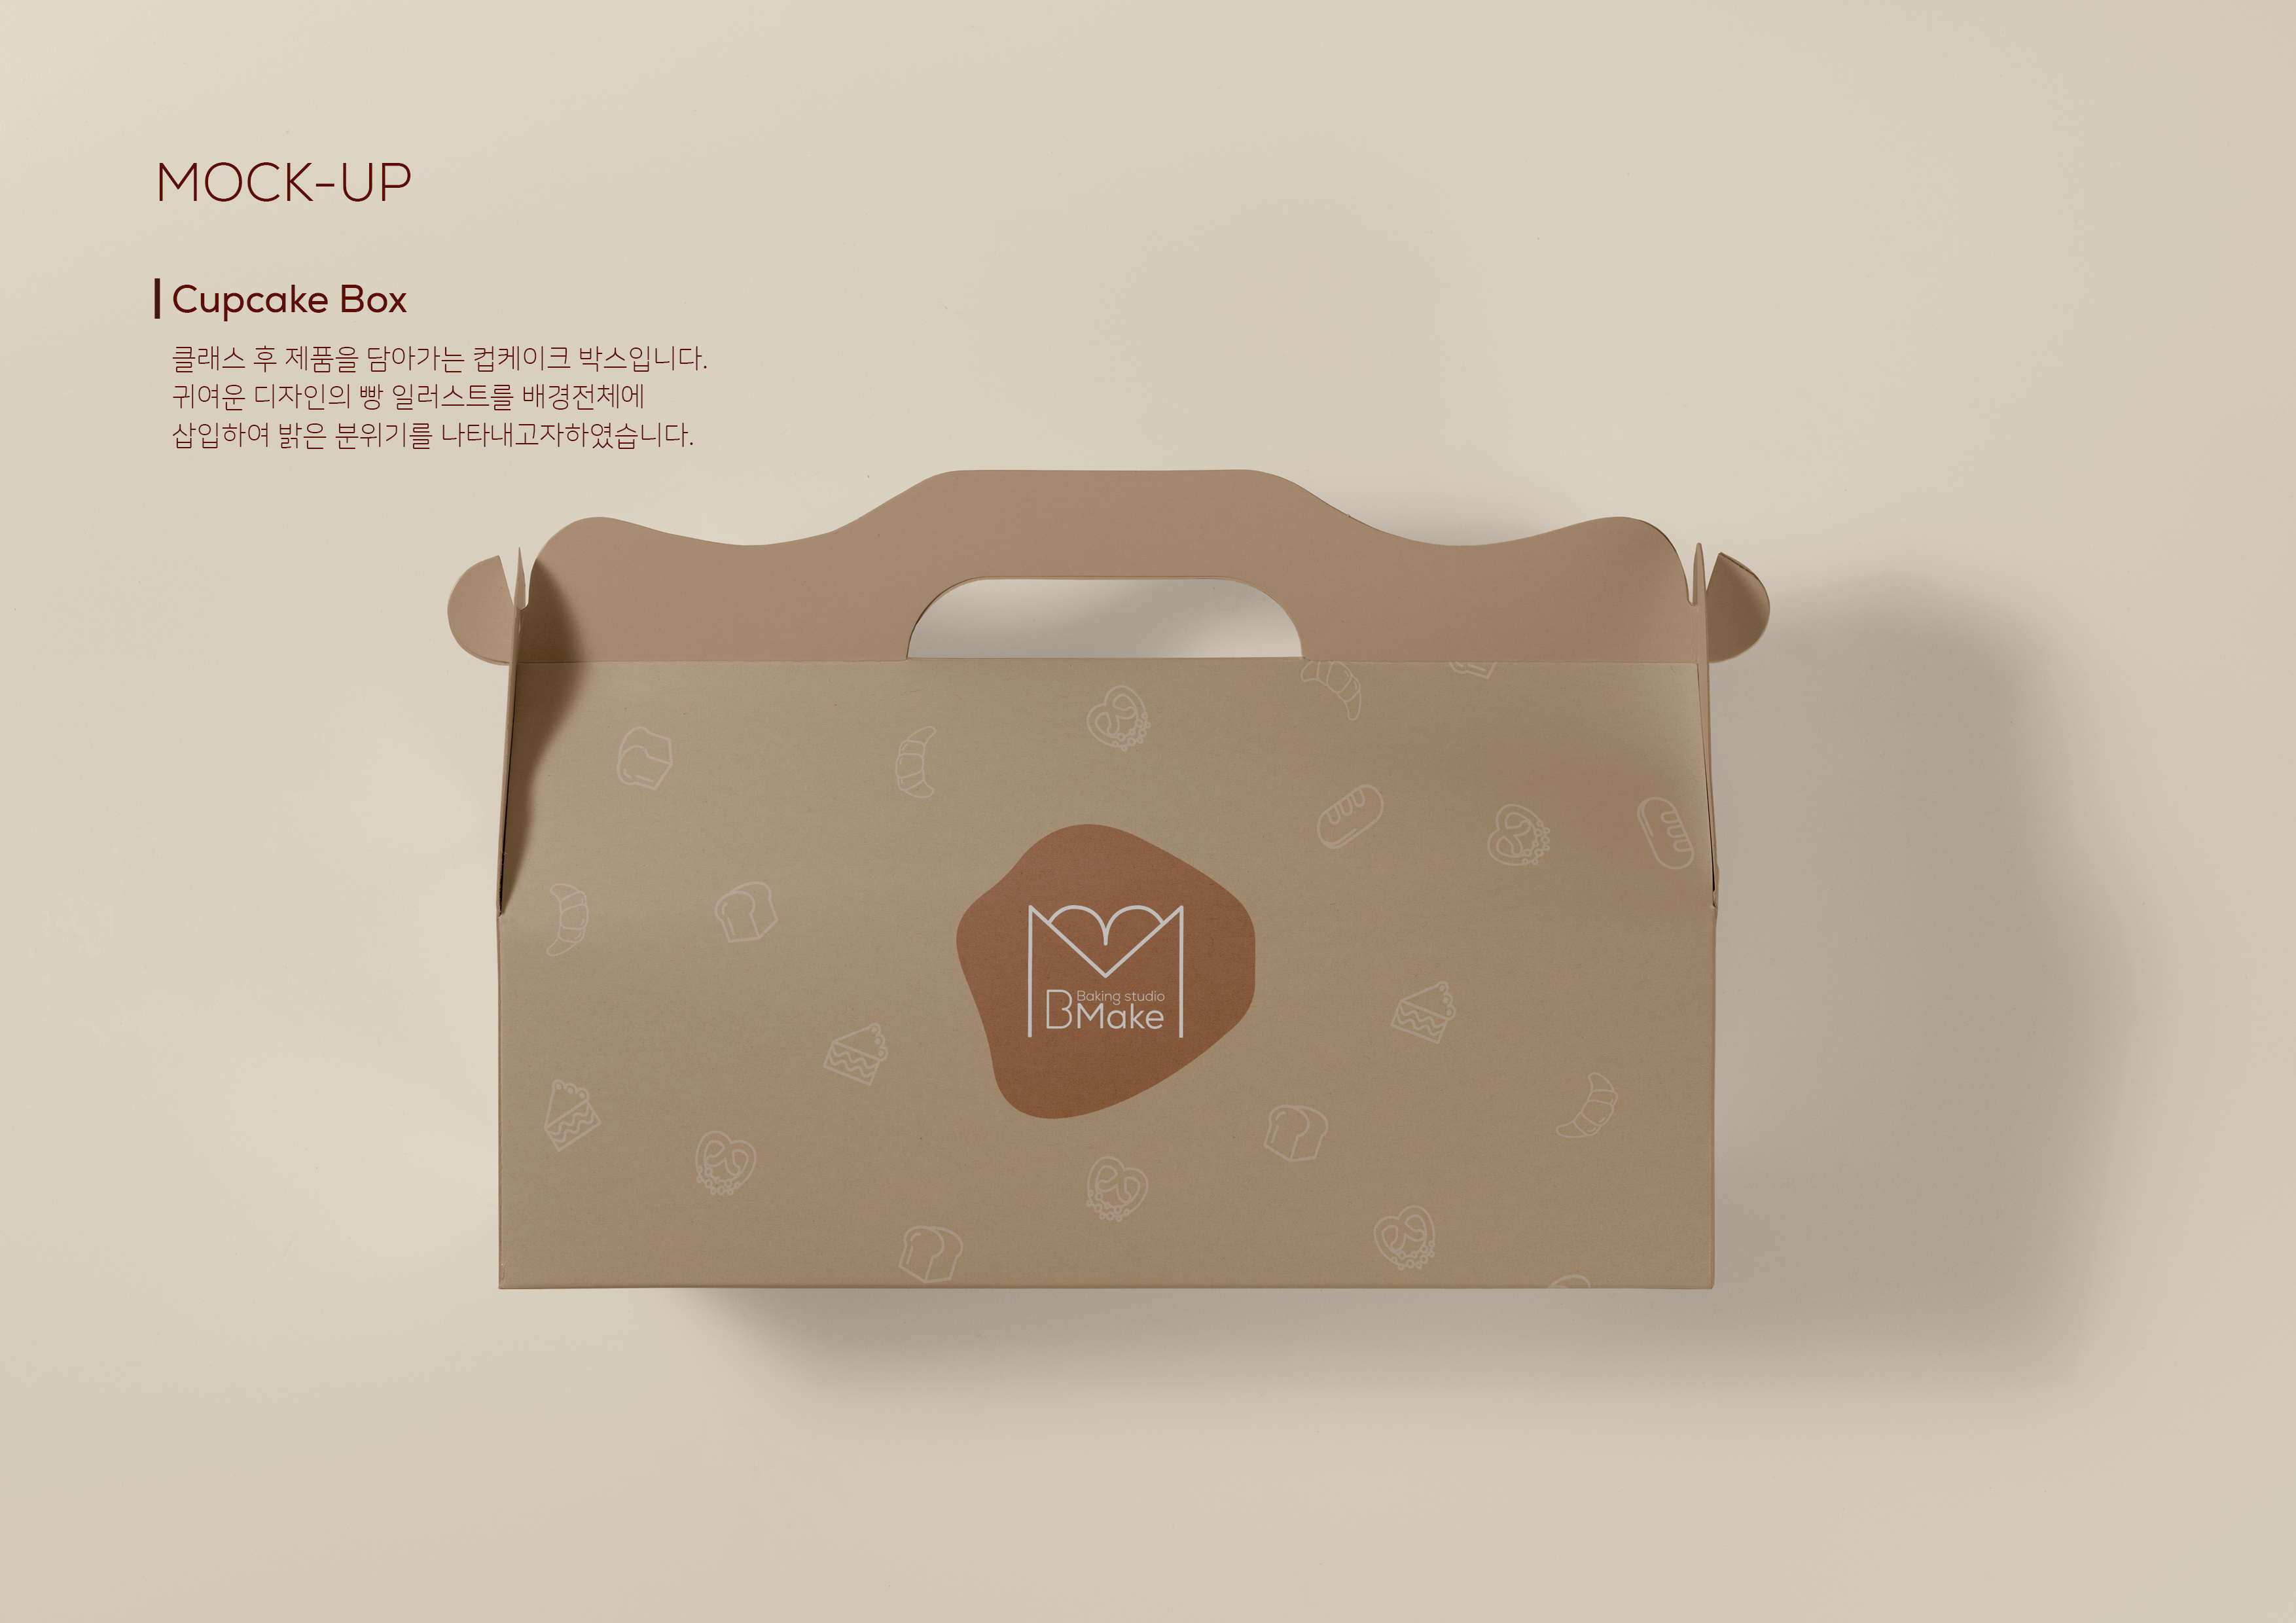 MOCK-UP
Cupcake Box
클래스 후 제품을 담아가는 컵케이크 박스입니다.
귀여운 디자인의 빵 일러스트를 배경전체에
삽입하여 밝은 분위기를 나타내고자하였습니다.
Baking studio
BMake